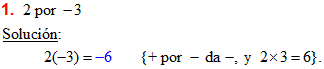 1. 2 por −3
Solución:
2(−3) = −6 {+ por − da −, y 2×3 = 6}.